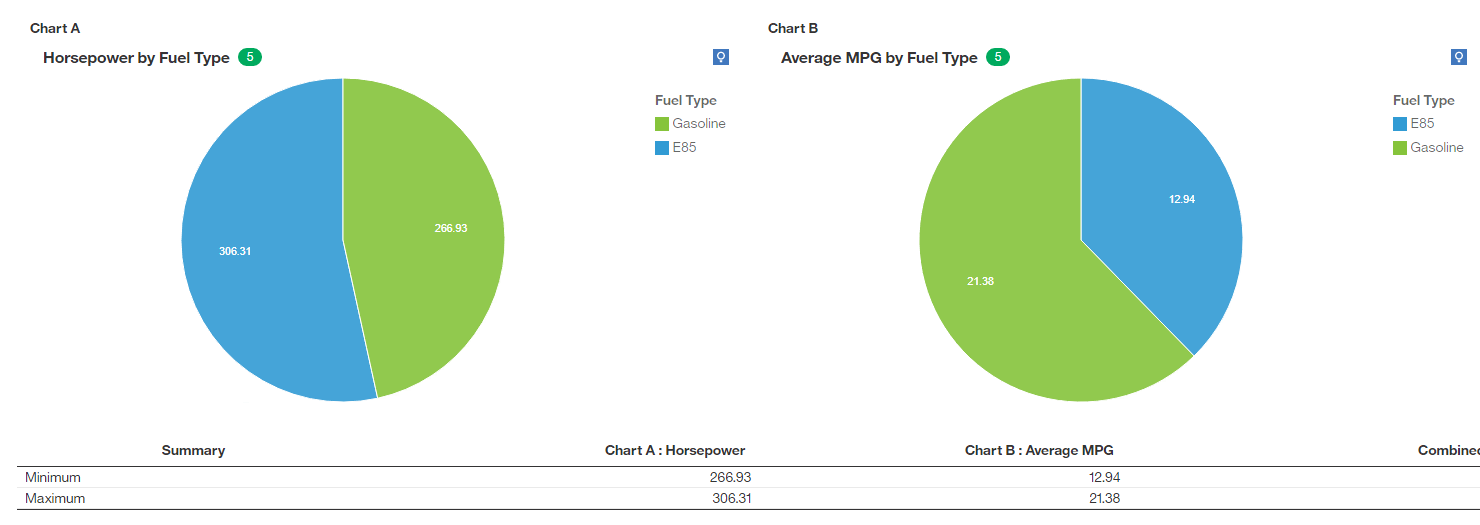 Chart A
Horsepower by Fuel Type 5
Fuel Type
Gasoline
E85
306.31
266.93
Chart B
Average MPG by Fuel Type 5
Fuel Type
E85
Gasoline
12.94
21.38
Summary Chart A : Horsepower Chart B : Average MPG
Minimum 266.93 12.94
Maximum 306.31 21.38